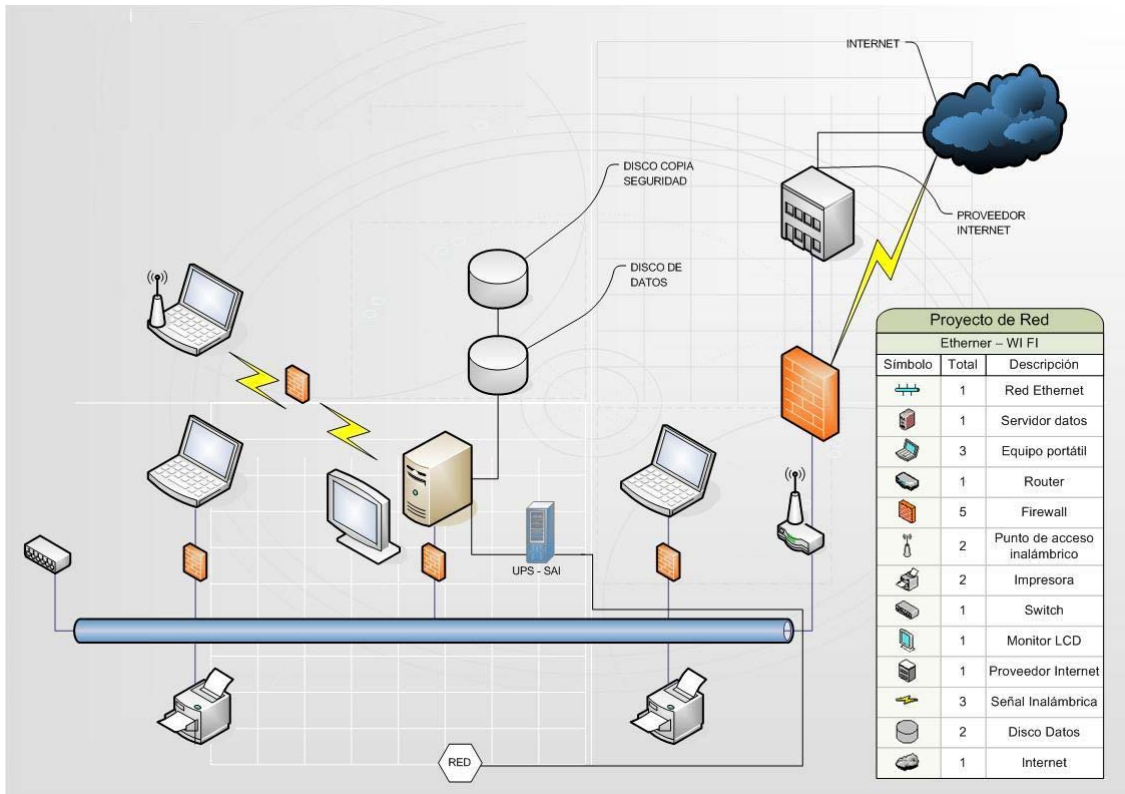 INTERNET
DISCO COPIA
SEGURIDAD
PROVEEDOR
INTERNET
DISCO DE
DATOS
UPS - SAI
RED
Proyecto de Red
Etherner – WI FI
Símbolo Total Descripción
1 Red Ethernet
1 Servidor datos
3 Equipo portátil
1 Router
5 Firewall
2 Punto de acceso
inalámbrico
2 Impresora
1 Switch
1 Monitor LCD
1 Proveedor Internet
3 Señal Inalámbrica
2 Disco Datos
1 Internet